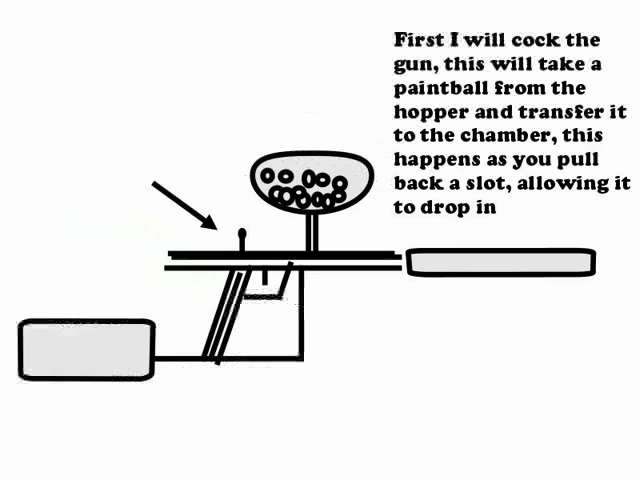 First I will cock the
gun, this will take a
paintball from the
hopper and transfer it
to the chamber, this
happens as you pull
back a slot, allowing it
to drop in